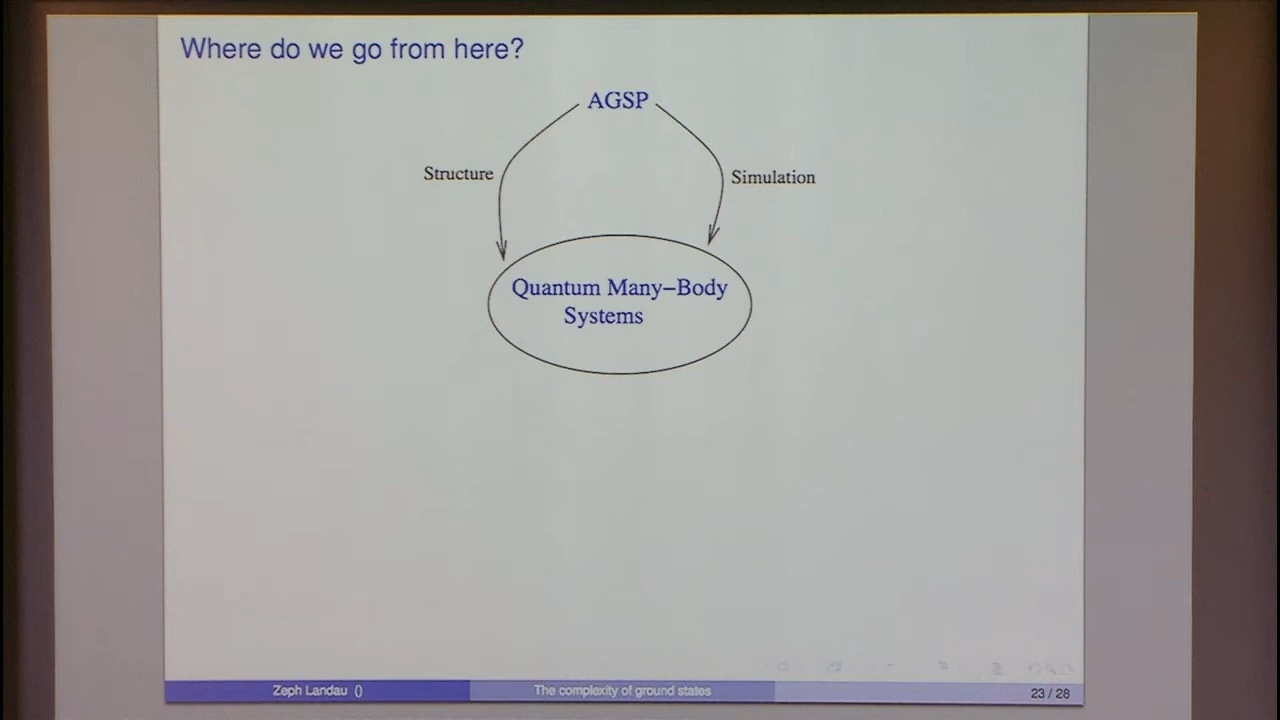 Where do we go from here?
AGSP
Structure
Simulation
Quantum Many–Body
Systems
Zeph Landau ()
The complexity of ground states
23 / 28